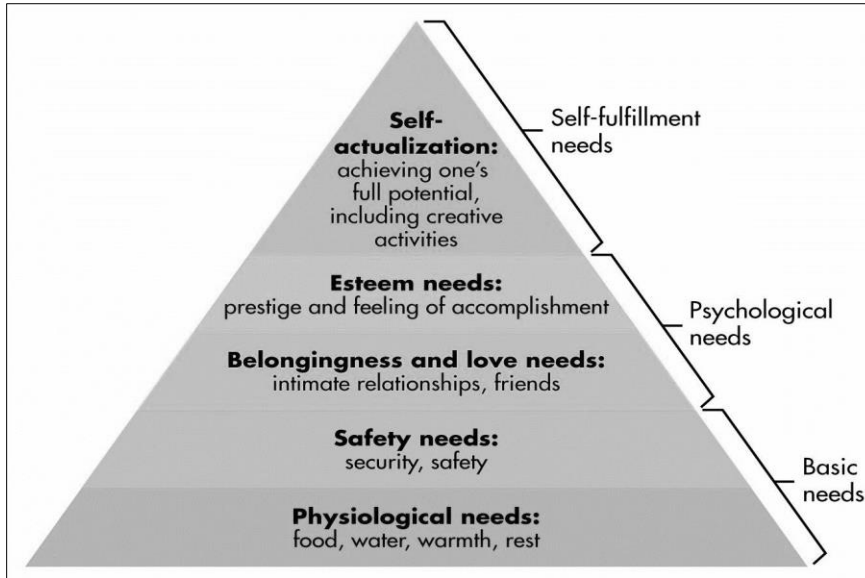 Self-
actualization:
achieving one's
full potential,
including creative
activities
Self-fulfillment
needs
Esteem needs:
prestige and feeling of accomplishment
Belongingness and love needs:
intimate relationships, friends
Psychological
needs
Safety needs:
security, safety
Physiological needs:
food, water, warmth, rest
Basic
needs